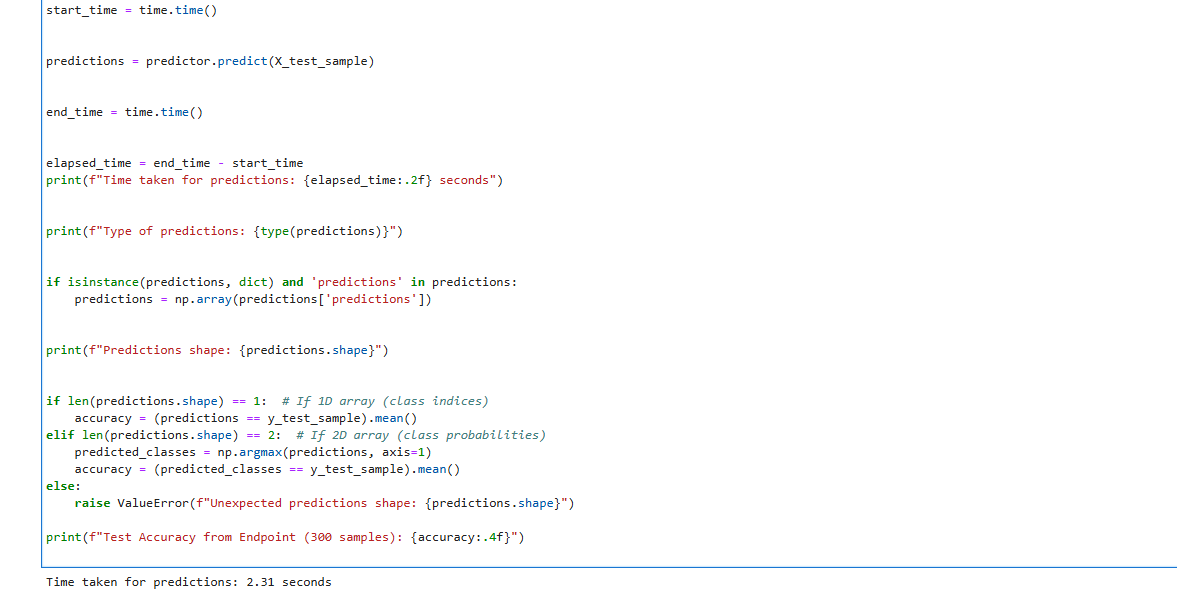 start_time = time.time()
predictions = predictor.predict(X_test_sample)
end_time = time.time()
elapsed_time = end_time - start_time
print(f"Time taken for predictions: {elapsed_time:.2f} seconds")
print(f"Type of predictions: {type(predictions)}")
if isinstance(predictions, dict) and 'predictions' in predictions:
    predictions = np.array(predictions['predictions'])
print(f"Predictions shape: {predictions.shape}")
if len(predictions.shape) == 1:  # If 1D array (class indices)
    accuracy = (predictions == y_test_sample).mean()
elif len(predictions.shape) == 2:  # If 2D array (class probabilities)
    predicted_classes = np.argmax(predictions, axis=1)
    accuracy = (predicted_classes == y_test_sample).mean()
else:
    raise ValueError(f"Unexpected predictions shape: {predictions.shape}")
print(f"Test Accuracy from Endpoint (300 samples): {accuracy:.4f}")
Time taken for predictions: 2.31 seconds